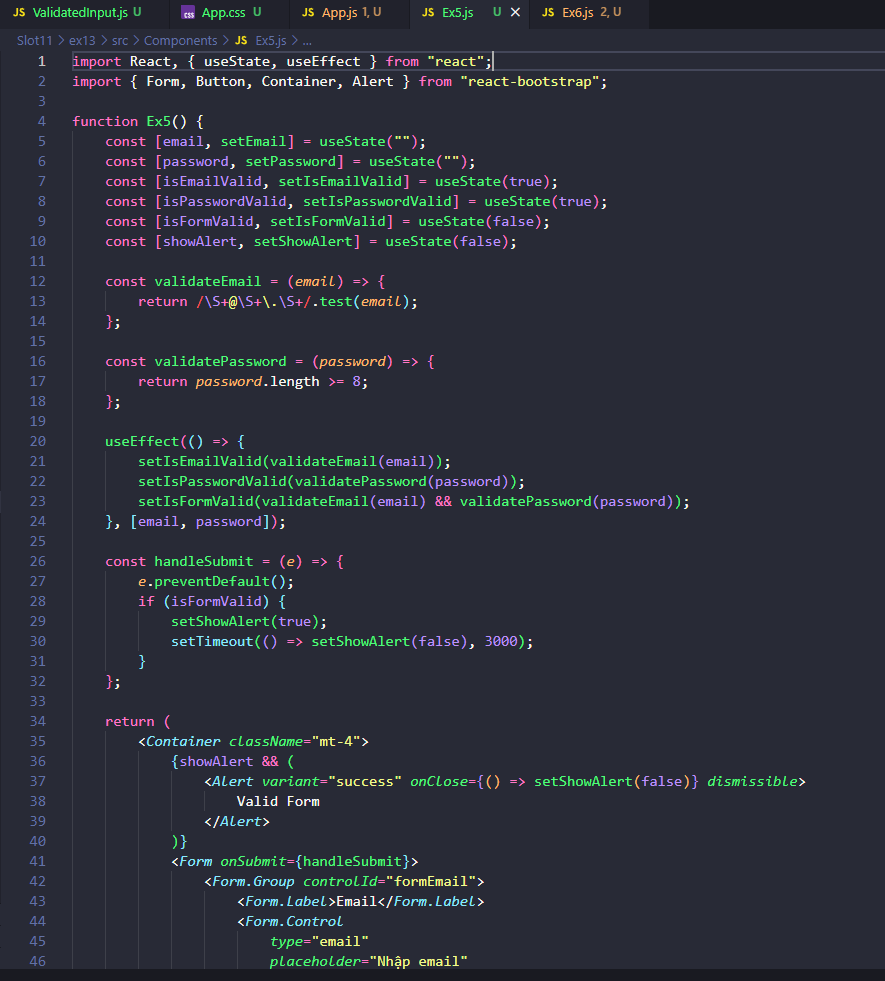 JS ValidatedInput.js U CSS App.css U JS App.js 1, U JS Ex5.js U × JS Ex6.js 2, U
Slot11 > ex13 > src > Components > JS Ex5.js > ...
1 import React, { useState, useEffect } from "react";
2 import { Form, Button, Container, Alert } from "react-bootstrap";
3
4 function Ex5() {
5 const [email, setEmail] = useState("");
6 const [password, setPassword] = useState("");
7 const [isEmailValid, setIsEmailValid] = useState(true);
8 const [isPasswordValid, setIsPasswordValid] = useState(true);
9 const [isFormValid, setIsFormValid] = useState(false);
10 const [showAlert, setShowAlert] = useState(false);
11
12 const validateEmail = (email) => {
13 return /\S+@\S+\.\S+/.test(email);
14 };
15
16 const validatePassword = (password) => {
17 return password.length >= 8;
18 };
19
20 useEffect(() => {
21 setIsEmailValid(validateEmail(email));
22 setIsPasswordValid(validatePassword(password));
23 setIsFormValid(validateEmail(email) && validatePassword(password));
24 }, [email, password]);
25
26 const handleSubmit = (e) => {
27 e.preventDefault();
28 if (isFormValid) {
29 setShowAlert(true);
30 setTimeout(() => setShowAlert(false), 3000);
31 }
32 };
33
34 return (
35 <Container className="mt-4">
36 {showAlert && (
37 <Alert variant="success" onClose={() => setShowAlert(false)} dismissible>
38 Valid Form
39 </Alert>
40 )}
41 <Form onSubmit={handleSubmit}>
42 <Form.Group controlId="formEmail">
43 <Form.Label>Email</Form.Label>
44 <Form.Control
45 type="email"
46 placeholder="Nhập email"